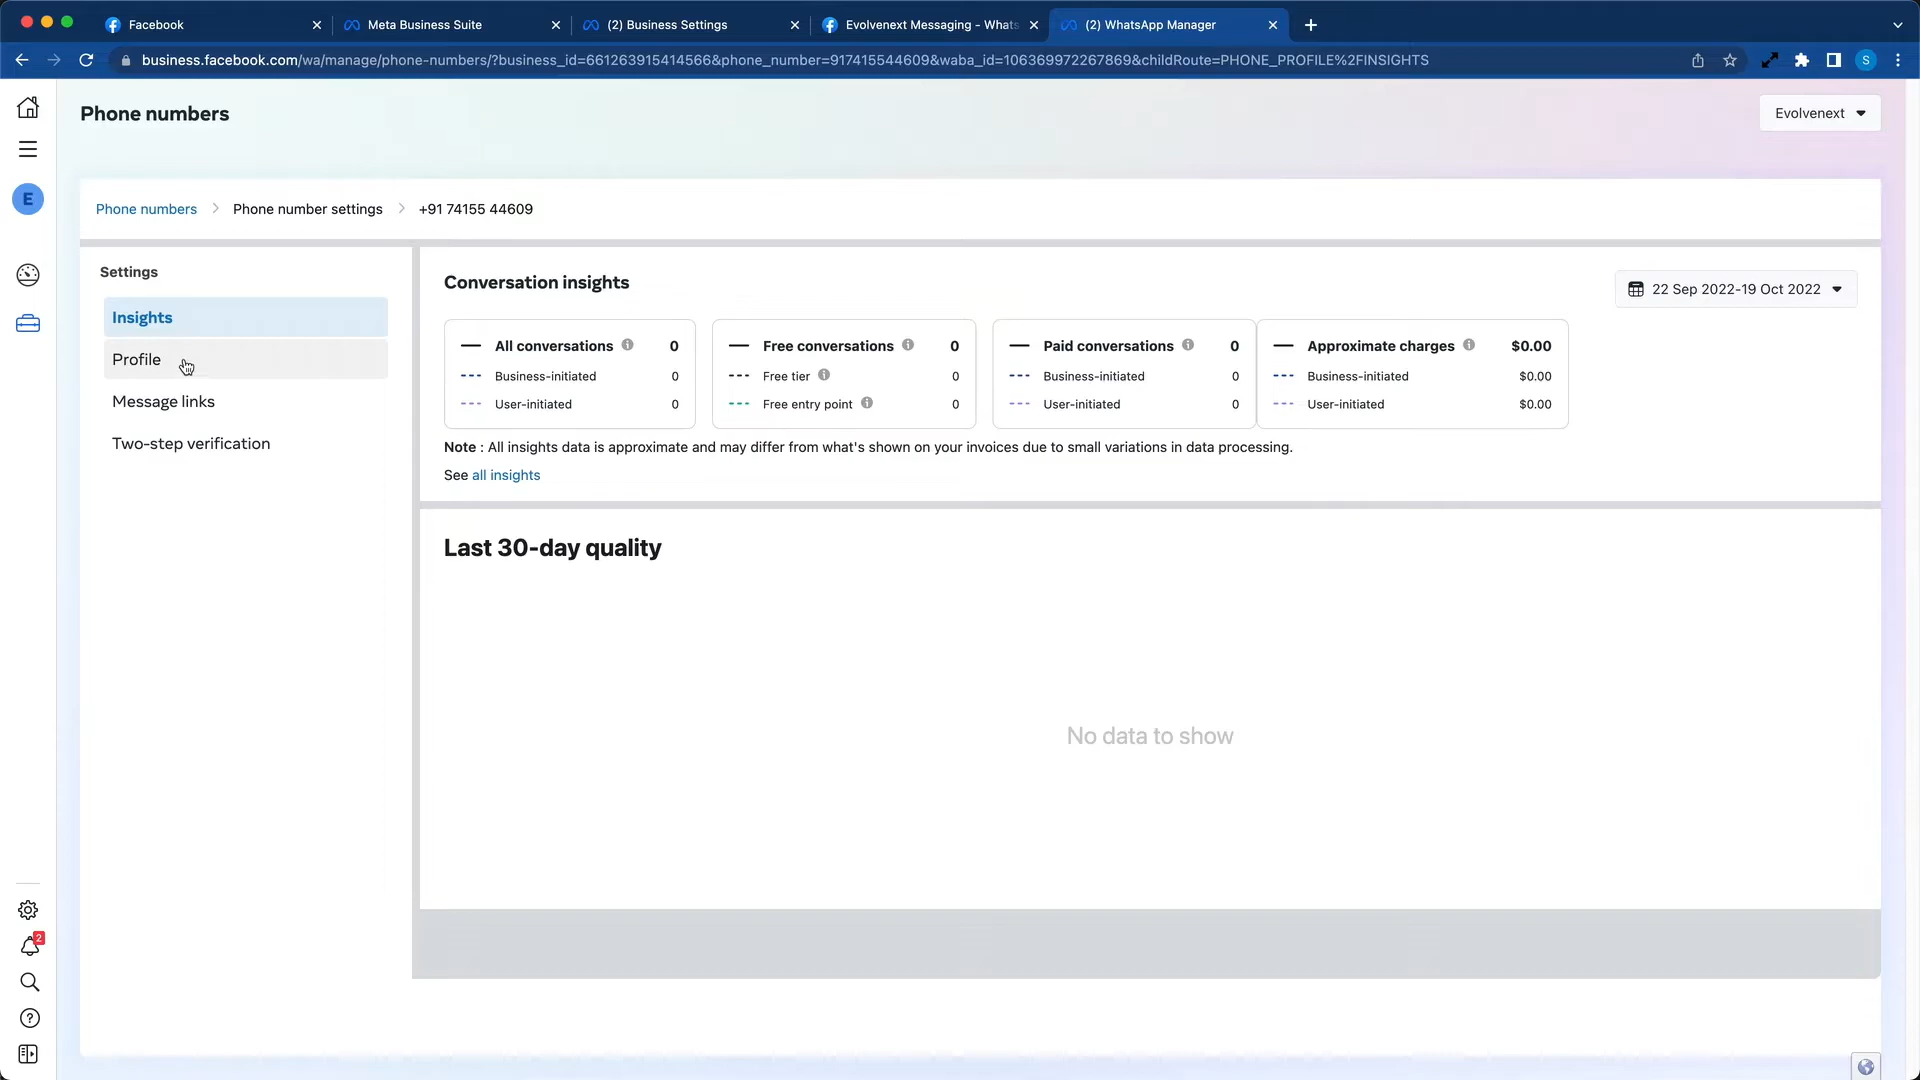 Facebook
Meta Business Suite
(2) Business Settings
Evolvenext Messaging - Whats
(2) WhatsApp Manager
business.facebook.com/wa/manage/phone-numbers/?business_id=661263915414566&phone_number=917415544609&waba_id=106369972267869&childRoute=PHONE_PROFILE%2FINSIGHTS
S
Phone numbers
Evolvenext
E
Phone numbers
Phone number settings
+91 74155 44609
Settings
Insights
Profile
Message links
Two-step verification
Conversation insights
22 Sep 2022-19 Oct 2022
All conversations 0
Business-initiated 0
User-initiated 0
Free conversations 0
Free tier 0
Free entry point 0
Paid conversations 0
Business-initiated 0
User-initiated 0
Approximate charges $0.00
Business-initiated $0.00
User-initiated $0.00
Note : All insights data is approximate and may differ from what's shown on your invoices due to small variations in data processing.
See all insights
Last 30-day quality
No data to show
2